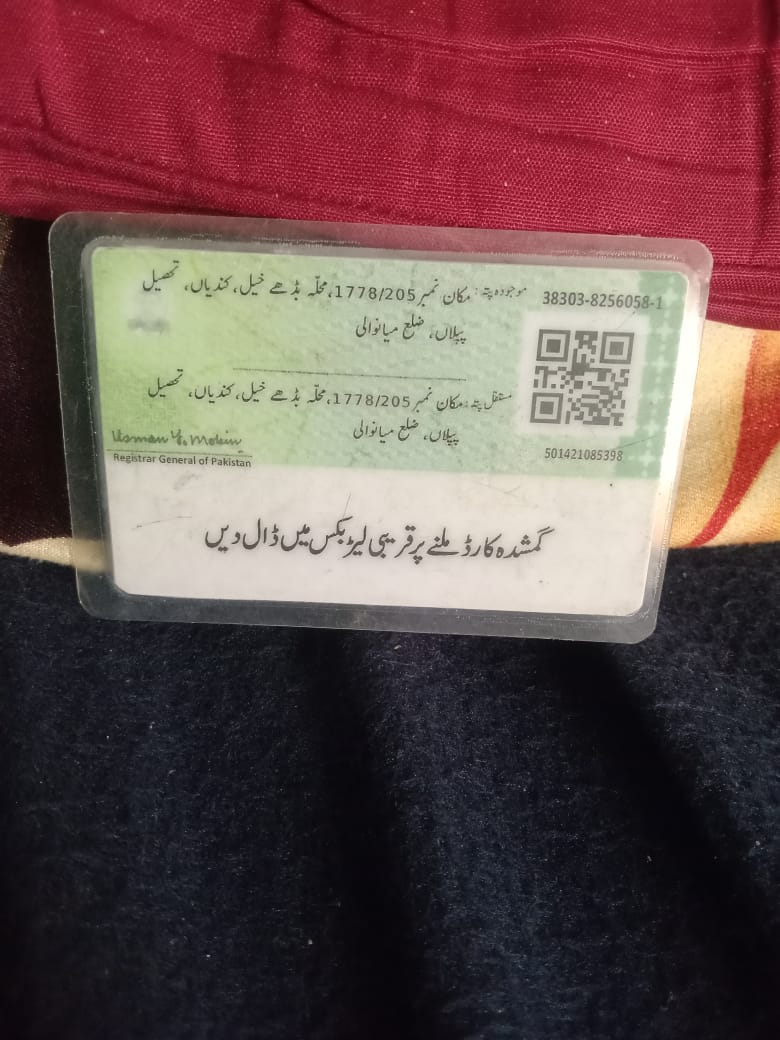 38303-8256058-1
موجودہ پتہ: مکان نمبر 1778/205، محلّہ بڈھے خیل، کندیاں، تحصیل
پپلاں، ضلع میانوالی
مستقل پتہ: مکان نمبر 1778/205، محلّہ بڈھے خیل، کندیاں، تحصیل
پپلاں، ضلع میانوالی
501421085398
Usman Y. Mobin
Registrar General of Pakistan
گمشدہ کارڈ ملنے پر قریبی لیٹر بکس میں ڈال دیں